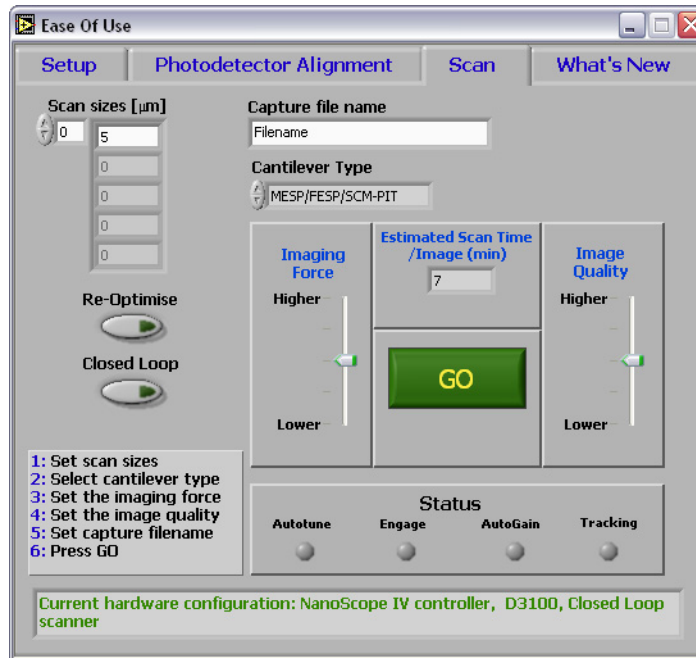 Ease Of Use
Setup
Photodetector Alignment
Scan
What's New
Scan sizes [μm]
0
5
0
0
0
0
Re-Optimise
Closed Loop
Capture file name
Filename
Cantilever Type
MESP/FESP/SCM-PIT
Imaging
Force
Higher
Lower
Estimated Scan Time
/Image (min)
7
GO
Image
Quality
Higher
Lower
1: Set scan sizes
2: Select cantilever type
3: Set the imaging force
4: Set the image quality
5: Set capture filename
6: Press GO
Status
Autotune
Engage
AutoGain
Tracking
Current hardware configuration: NanoScope IV controller, D3100, Closed Loop
scanner